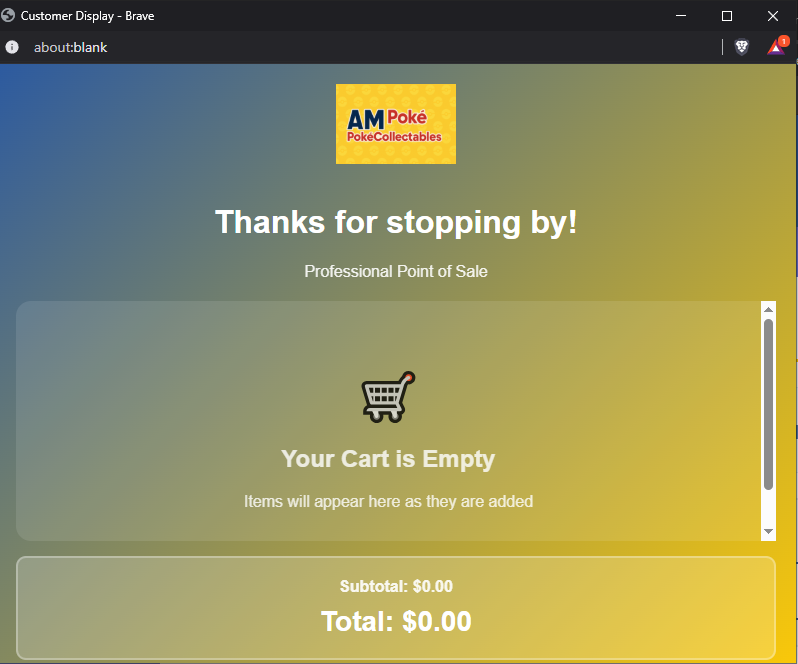 Customer Display - Brave
about:blank
1
AM Poké
PokéCollectables
Thanks for stopping by!
Professional Point of Sale
Your Cart is Empty
Items will appear here as they are added
Subtotal: $0.00
Total: $0.00